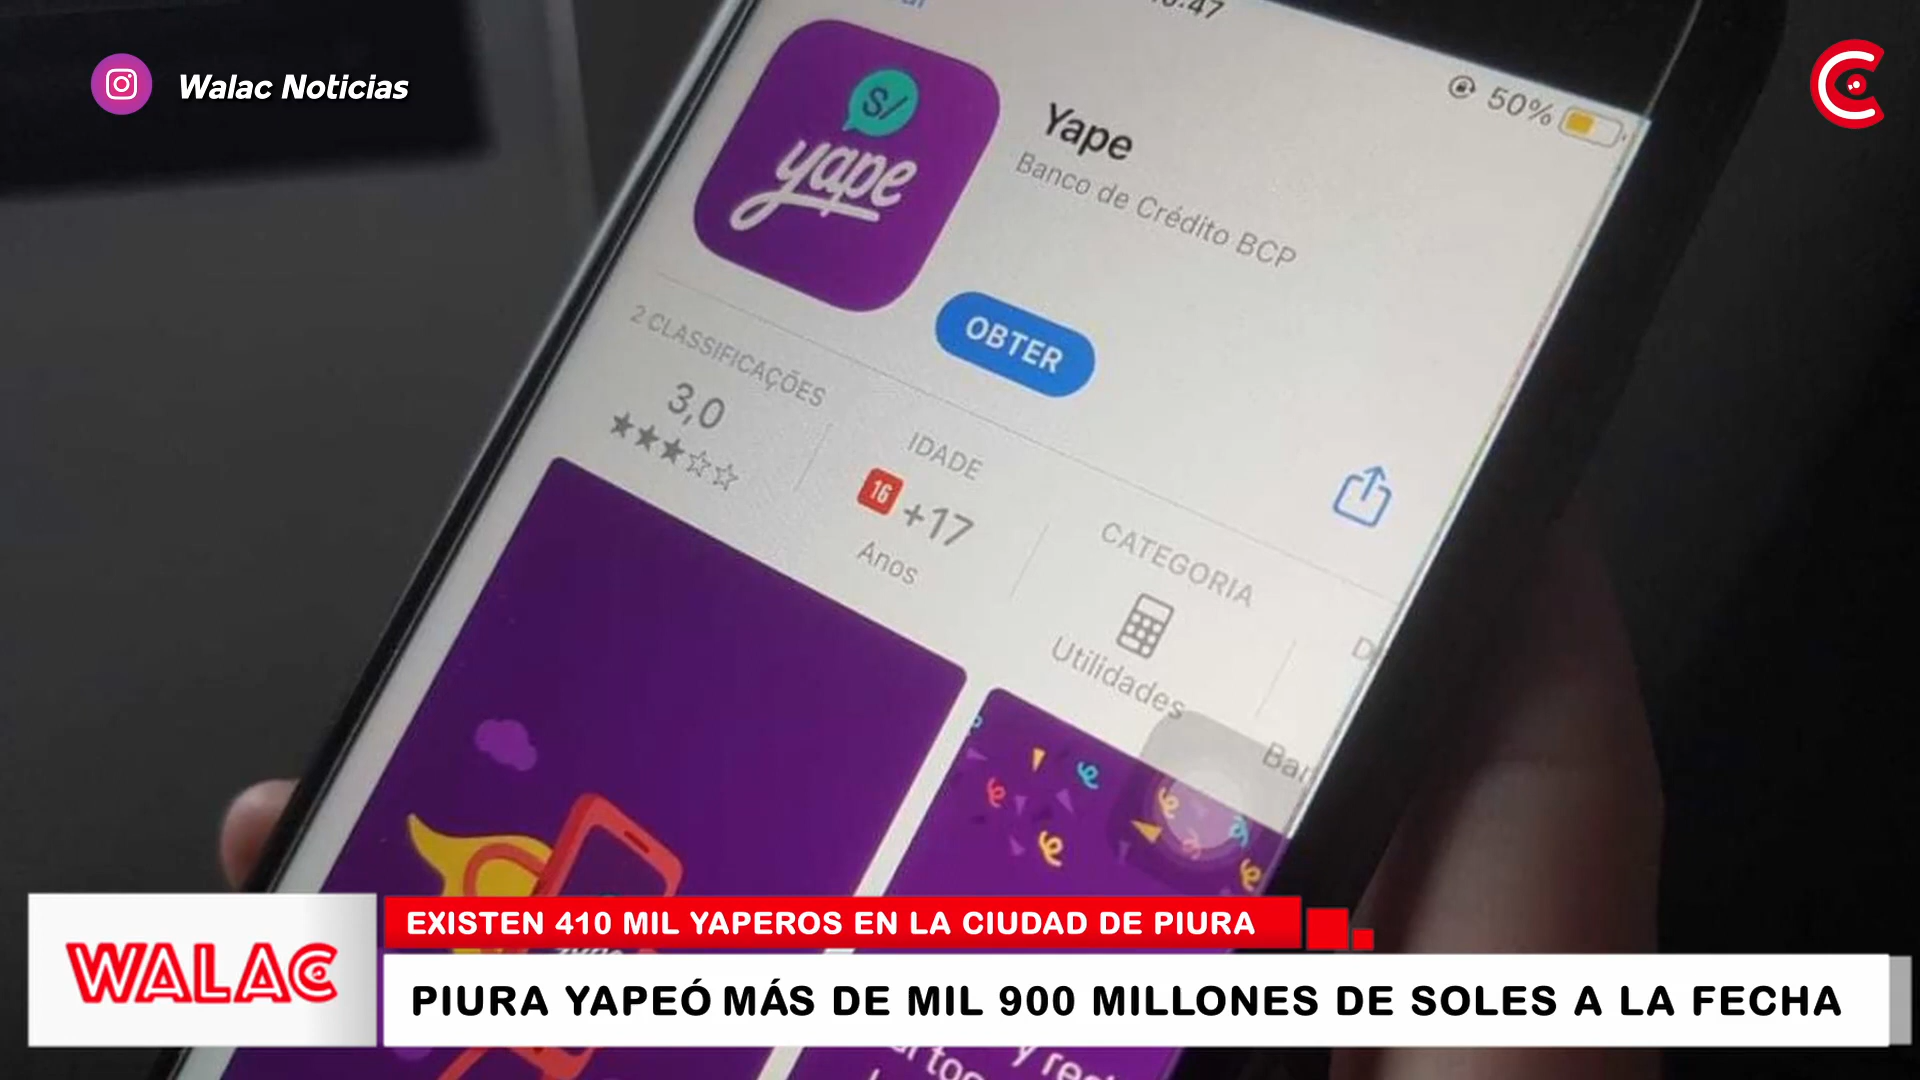 Walac Noticias
50%
S/
yape
Yape
Banco de Crédito BCP
OBTER
2 CLASSIFICAÇÕES
3,0
IDADE
16
+17
Anos
CATEGORIA
Utilidades
EXISTEN 410 MIL YAPEROS EN LA CIUDAD DE PIURA
WALAC
PIURA YAPEÓ MÁS DE MIL 900 MILLONES DE SOLES A LA FECHA